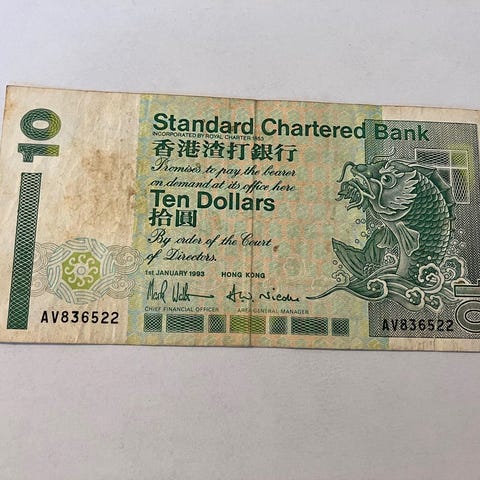 10
Standard Chartered Bank
INCORPORATED BY ROYAL CHARTER 1853
香港渣打銀行
Promises to pay the bearer
on demand at its office here
Ten Dollars
拾圓
By order of the Court
of Directors.
1st JANUARY 1993 HONG KONG
CHIEF FINANCIAL OFFICER AREA GENERAL MANAGER
AV836522
AV836522
10